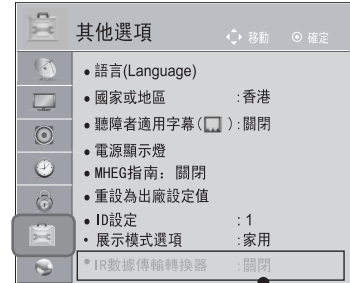 其他選項 移動 確定
• 語言(Language)
• 國家或地區 :香港
• 聽障者適用字幕( ) :關閉
• 電源顯示燈
• MHEG指南: 關閉
• 重設為出廠設定值
• ID設定 : 1
• 展示模式選項 :家用
• IR數據傳輸轉換器 :關閉